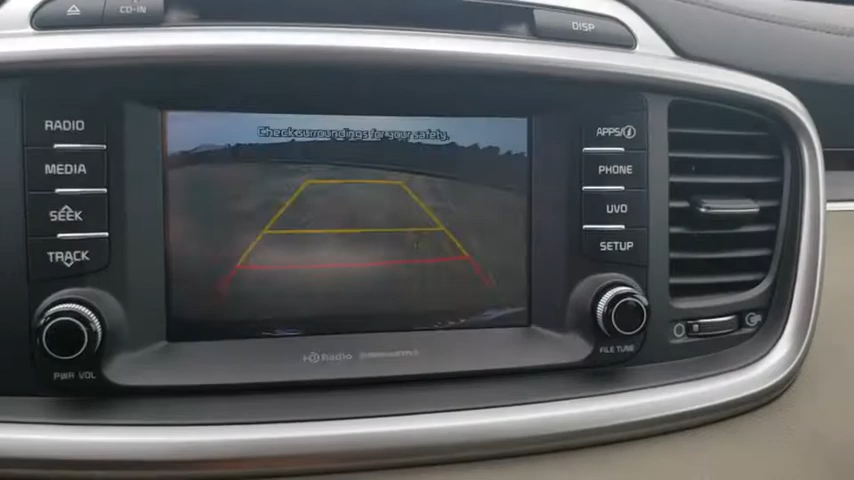 CD-IN
DISP
RADIO
MEDIA
SEEK
TRACK
PWR VOL
Check surroundings for your safety.
APPS/i
PHONE
UVO
SETUP
FILE TUNE
HD Radio
SiriusXM